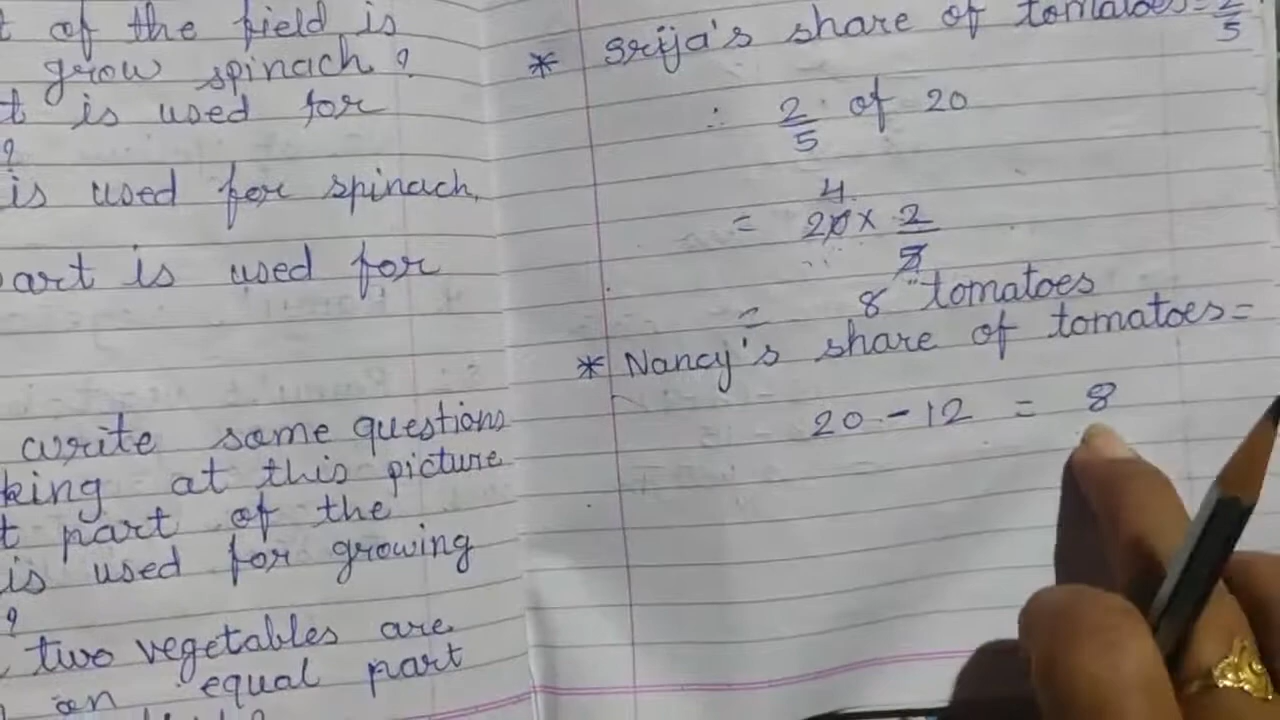 of the field is
grow spinach?
is used for
?
is used for spinach.
art is used for
write some questions
king at this picture
t part of the
is used for growing
?
two vegetables are
an equal part
* Srija's share of tomatoes = 2/5
∴ 2/5 of 20
4
= 20 × 2/5
= 8 tomatoes
* Nancy's share of tomatoes =
20 - 12 = 8